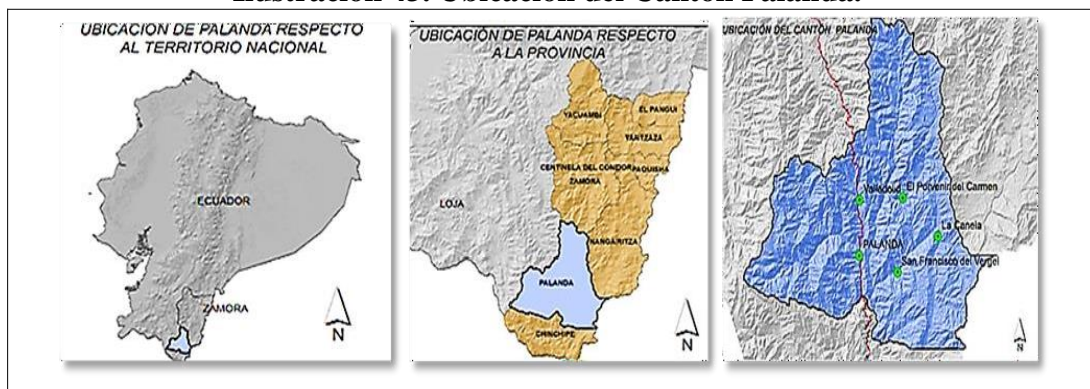 Ilustración 43: Ubicación del Cantón Palanda.
UBICACIÓN DE PALANDA RESPECTO
AL TERRITORIO NACIONAL
ECUADOR
ZAMORA
N
UBICACIÓN DE PALANDA RESPECTO
A LA PROVINCIA
EL PANGUI
YACUAMBI
YANTZAZA
CENTINELA DEL CONDOR
PAQUISHA
ZAMORA
LOJA
NANGARITZA
PALANDA
CHINCHIPE
N
UBICACIÓN DEL CANTON PALANDA
Valladolid
El Porvenir del Carmen
La Canela
PALANDA
San Francisco del Vergel
N